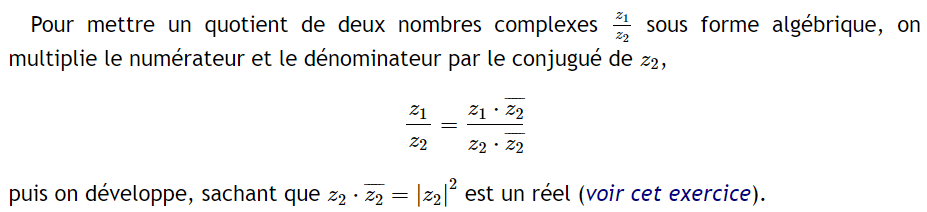 Pour mettre un quotient de deux nombres complexes \frac{z_1}{z_2} sous forme algébrique, on
multiplie le numérateur et le dénominateur par le conjugué de z_2,
\frac{z_1}{z_2} = \frac{z_1 \cdot \overline{z_2}}{z_2 \cdot \overline{z_2}}
puis on développe, sachant que z_2 \cdot \overline{z_2} = |z_2|^2 est un réel (voir cet exercice).